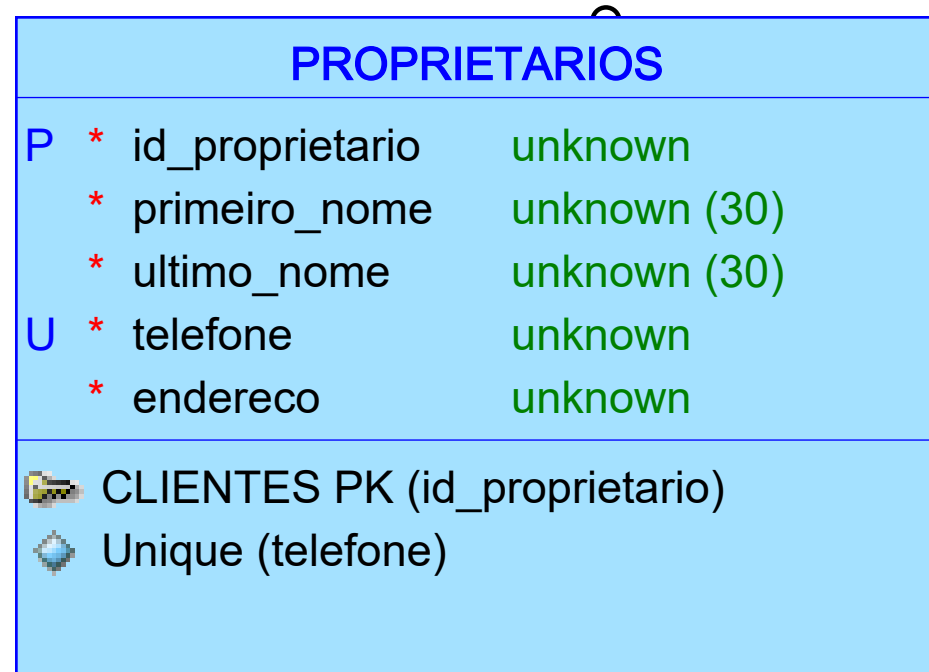 PROPRIETARIOS
P * id_proprietario unknown
* primeiro_nome unknown (30)
* ultimo_nome unknown (30)
U * telefone unknown
* endereco unknown
CLIENTES PK (id_proprietario)
Unique (telefone)